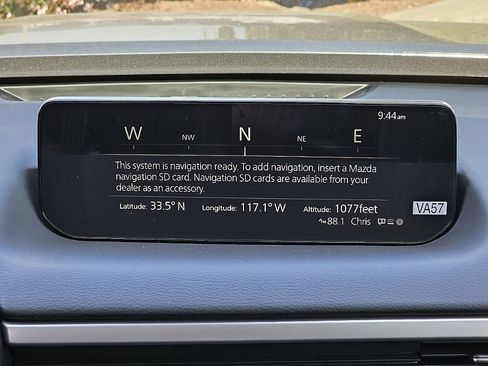 9:44am
W NW N NE E
This system is navigation ready. To add navigation, insert a Mazda
navigation SD card. Navigation SD cards are available from your
dealer as an accessory.
Latitude: 33.5° N Longitude: 117.1° W Altitude: 1077feet
88.1 Chris
VA57